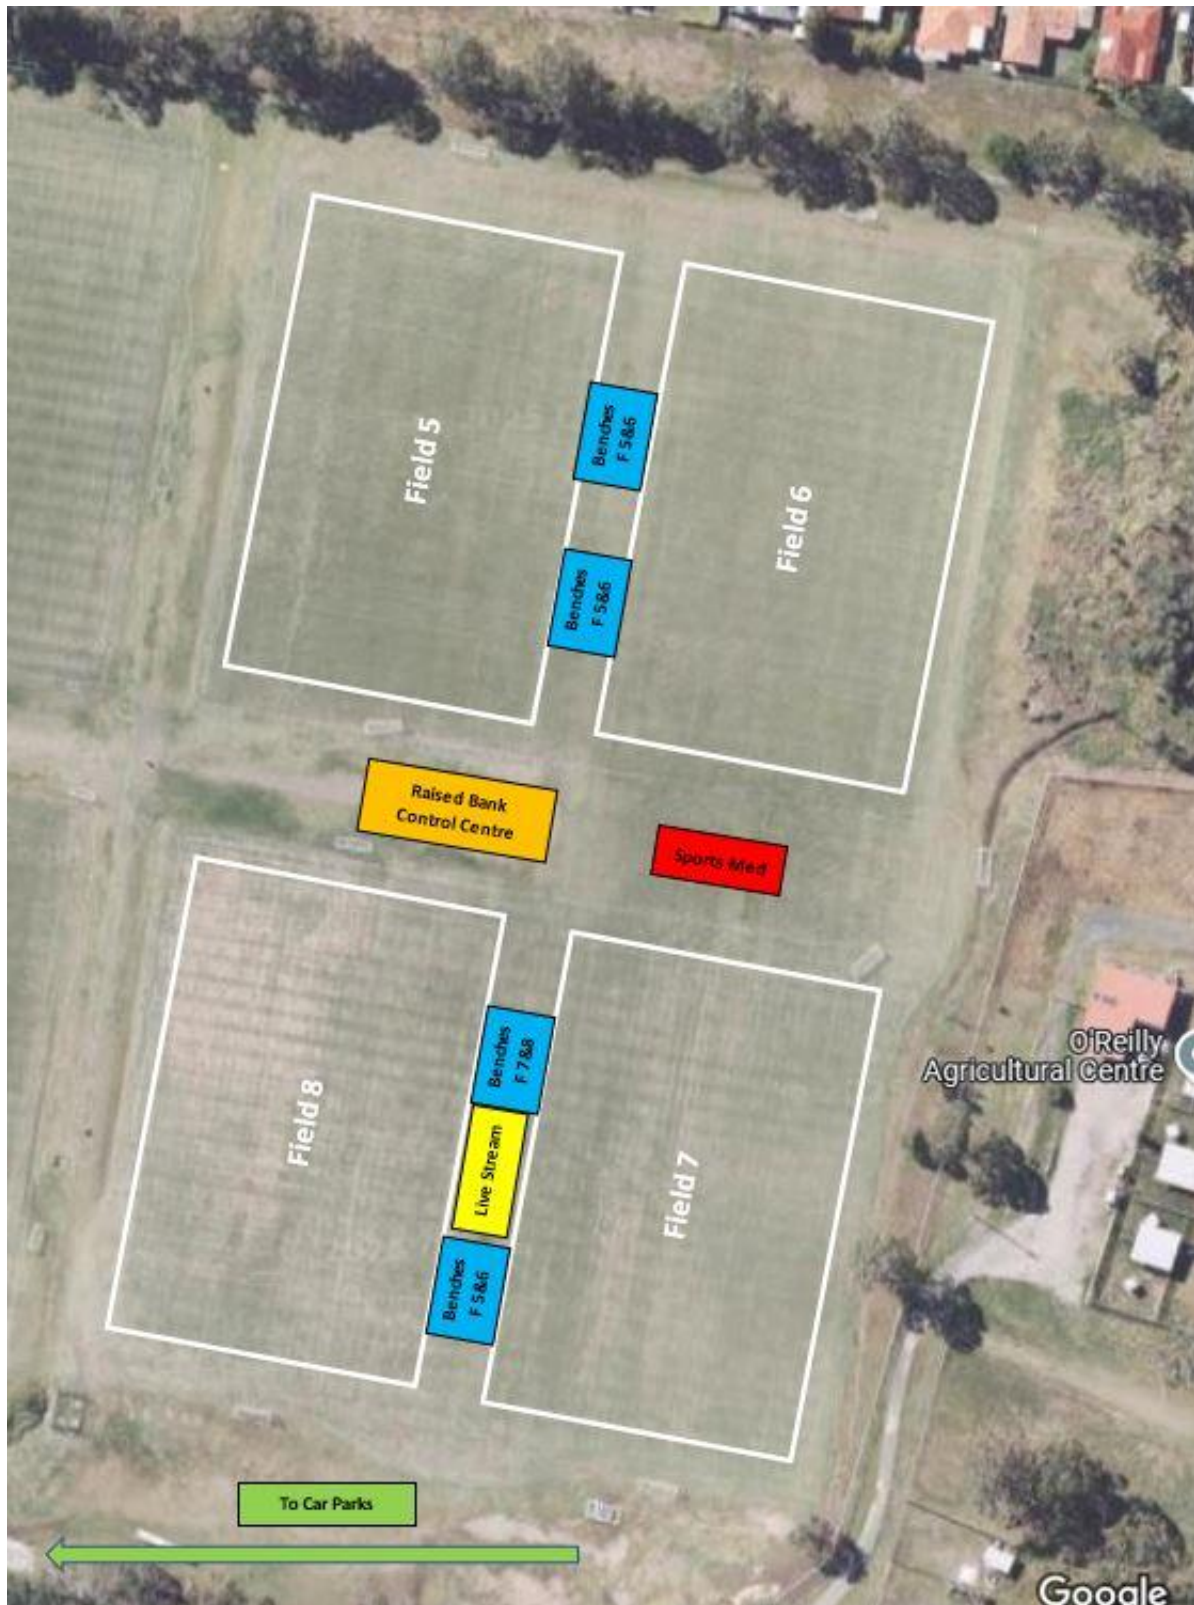 Field 5
Benches
F 5&6
Field 6
Benches
F 5&6
Raised Bank
Control Centre
Sports Med
Benches
F 7&8
O'Reilly
Agricultural Centre
Field 8
Live Stream
Field 7
Benches
F 5&6
To Car Parks
Google